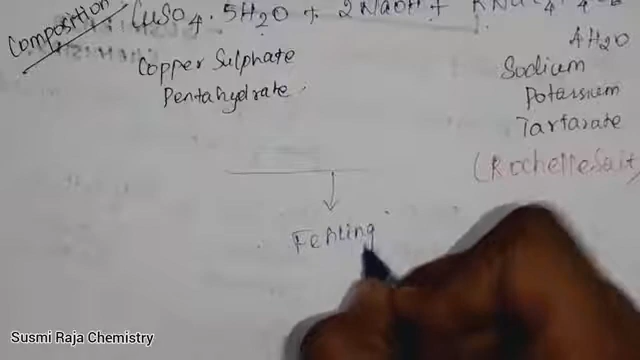 Composition
CuSO4 . 5H2O + 2NaOH +
4H2O
Copper Sulphate
Pentahydrate
Sodium
Potassium
Tartarate
(Rochelle Salt
Fehling
Susmi Raja Chemistry